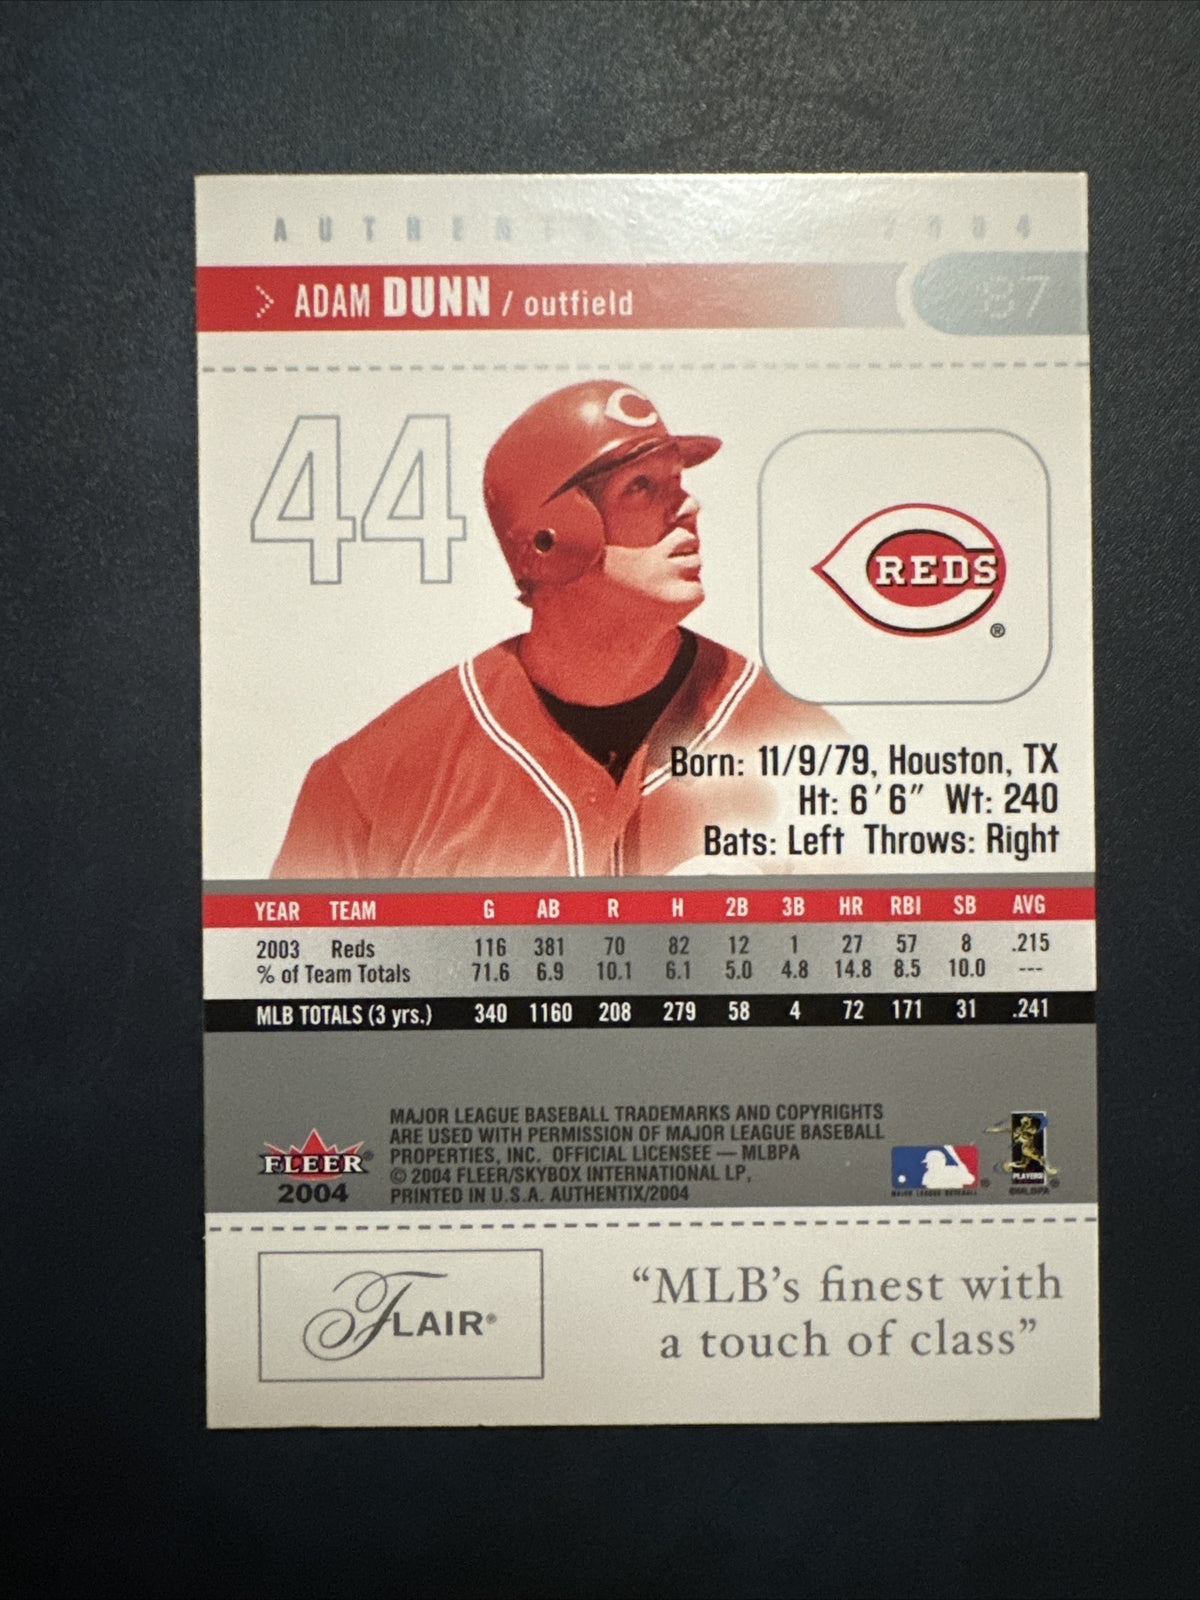 AUTHENTIX 2004
ADAM DUNN / outfield
87
44
C
REDS
®
Born: 11/9/79, Houston, TX
Ht: 6'6" Wt: 240
Bats: Left Throws: Right
YEAR TEAM G AB R H 2B 3B HR RBI SB AVG
2003 Reds 116 381 70 82 12 1 27 57 8 .215
% of Team Totals 71.6 6.9 10.1 6.1 5.0 4.8 14.8 8.5 10.0 ---
MLB TOTALS (3 yrs.) 340 1160 208 279 58 4 72 171 31 .241
FLEER®
2004
MAJOR LEAGUE BASEBALL TRADEMARKS AND COPYRIGHTS
ARE USED WITH PERMISSION OF MAJOR LEAGUE BASEBALL
PROPERTIES, INC. OFFICIAL LICENSEE — MLBPA
© 2004 FLEER/SKYBOX INTERNATIONAL LP,
PRINTED IN U.S.A. AUTHENTIX/2004
MAJOR LEAGUE BASEBALL®
PLAYERS
©MLBPA®
FLAIR®
“MLB’s finest with
a touch of class”